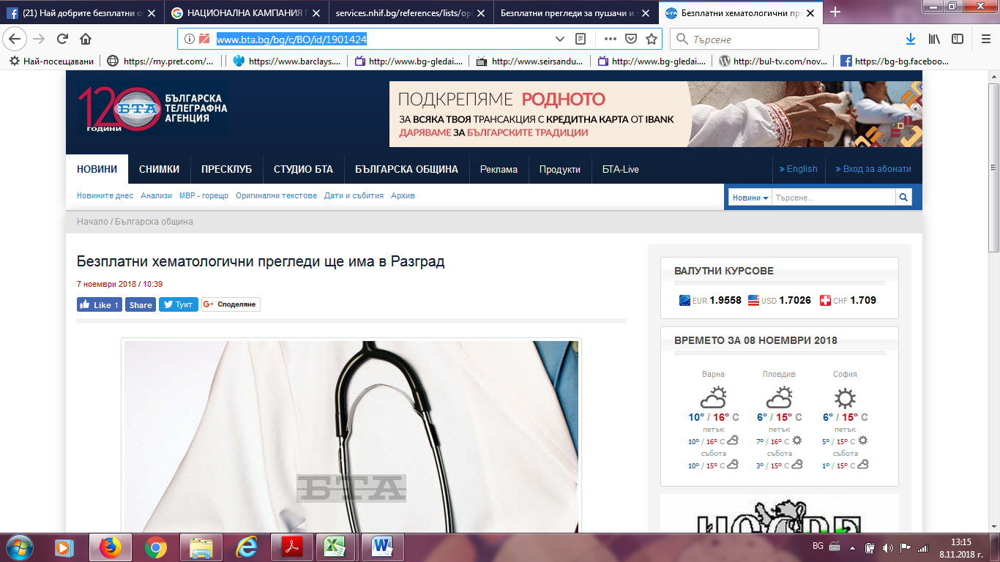 (21) Най добрите безплатни о
НАЦИОНАЛНА КАМПАНИЯ
services.nhif.bg/references/lists/op
Безплатни прегледи за пушачи и
Безплатни хематологични пр
www.bta.bg/bg/c/BO/id/1901424
Търсене
Най-посещавани
https://my.pret.com/...
https://www.barclays....
http://www.bg-gledai....
http://www.seirsandu...
http://www.bg-gledai....
http://bul-tv.com/nov...
https://bg-bg.faceboo...
120 ГОДИНИ
БТА
БЪЛГАРСКА
ТЕЛЕГРАФНА
АГЕНЦИЯ
ПОДКРЕПЯМЕ РОДНОТО
ЗА ВСЯКА ТВОЯ ТРАНСАКЦИЯ С КРЕДИТНА КАРТА ОТ IBANK
ДАРЯВАМЕ ЗА БЪЛГАРСКИТЕ ТРАДИЦИИ
НОВИНИ СНИМКИ ПРЕСКЛУБ СТУДИО БТА БЪЛГАРСКА ОБЩИНА Реклама Продукти БТА-Live » English » Вход за абонати
Новините днес Анализи МВР - горещо Оригинални текстове Дати и събития Архив
Новини Търсене...
Начало / Българска община
Безплатни хематологични прегледи ще има в Разград
7 ноември 2018 / 10:39
Like 1 Share Туит G+ Споделяне
БТА
ВАЛУТНИ КУРСОВЕ
EUR 1.9558 USD 1.7026 CHF 1.709
ВРЕМЕТО ЗА 08 НОЕМВРИ 2018
Варна Пловдив София
10° / 16° C 6° / 15° C 6° / 15° C
петък петък петък
10° / 16° C 7° / 16° C 5° / 15° C
събота събота събота
10° / 15° C 3° / 15° C 1° / 15° C
BG
13:15
8.11.2018 г.